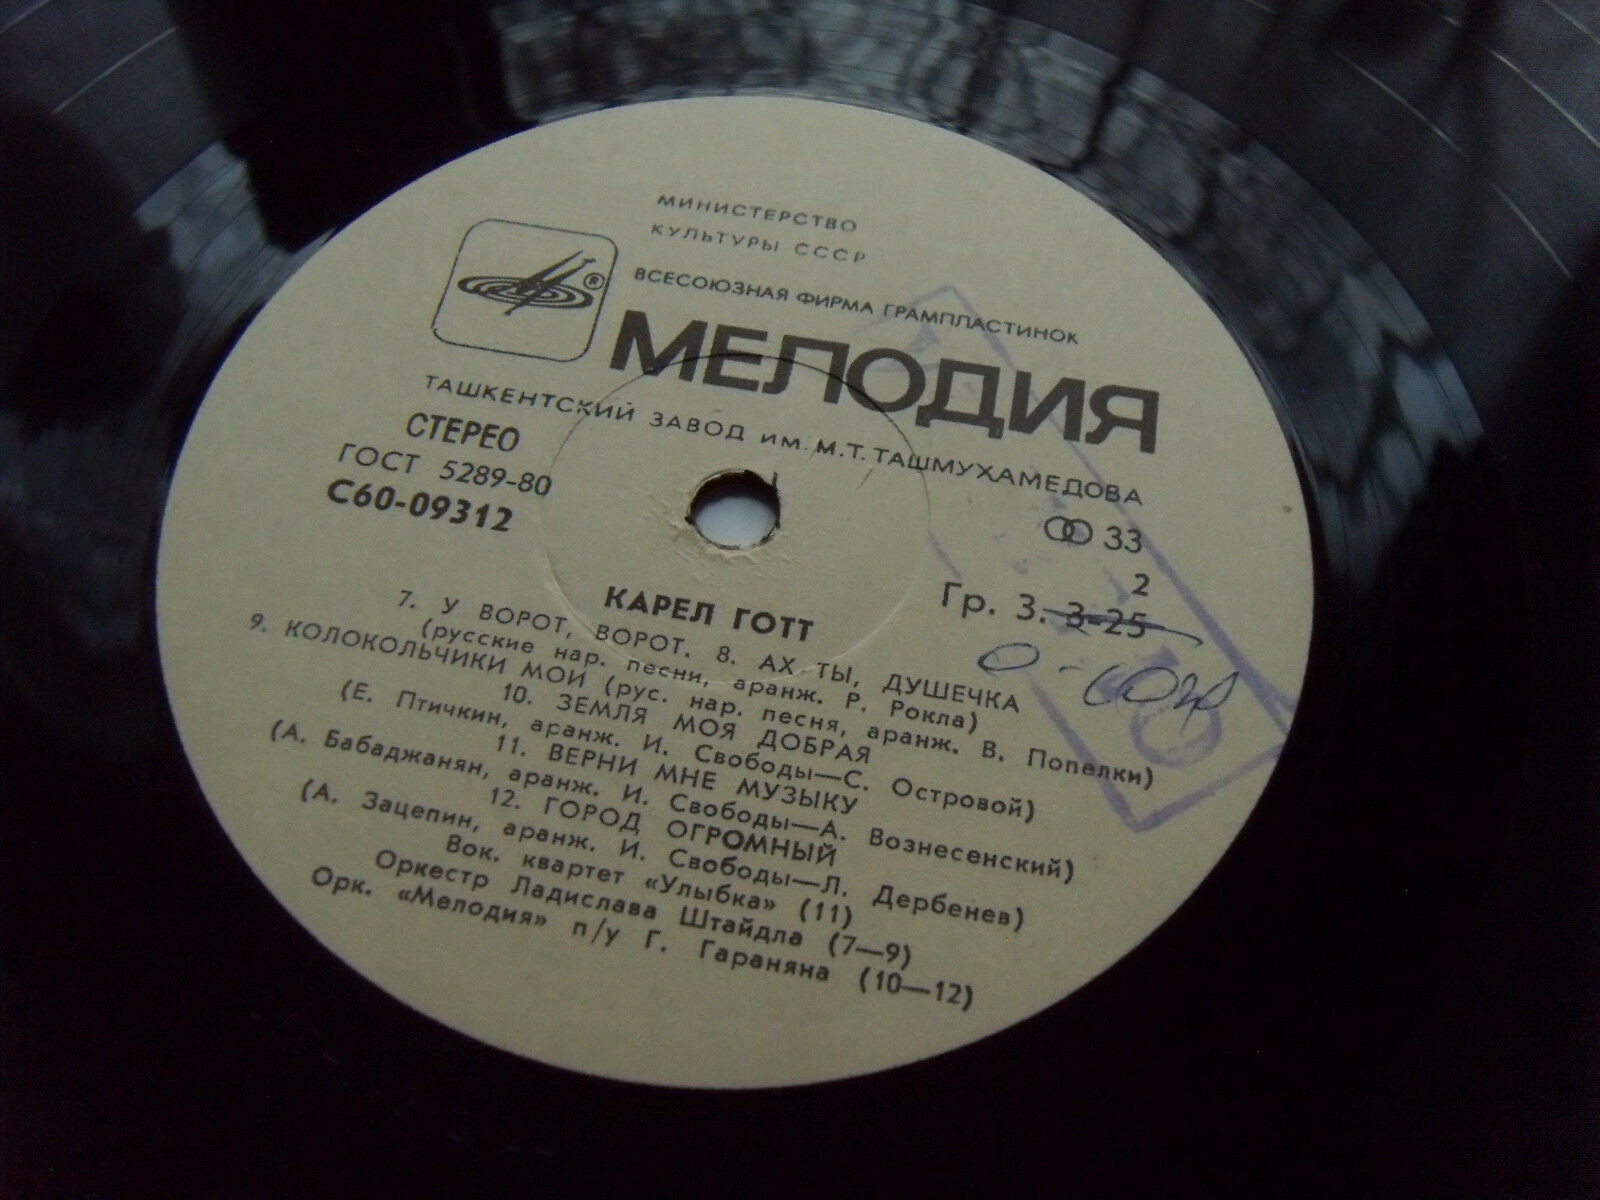 МИНИСТЕРСТВО
КУЛЬТУРЫ СССР
ВСЕСОЮЗНАЯ ФИРМА ГРАМПЛАСТИНОК
®
МЕЛОДИЯ
ТАШКЕНТСКИЙ ЗАВОД ИМ. М.Т. ТАШМУХАМЕДОВА
СТЕРЕО
ГОСТ 5289-80
С60-09312
33
2
Гр. 3. 3-25
КАРЕЛ ГОТТ
7. У ВОРОТ, ВОРОТ. 8. АХ ТЫ, ДУШЕЧКА
(русские нар. песни, аранж. Р. Рокла)
9. КОЛОКОЛЬЧИКИ МОИ (рус. нар. песня, аранж. В. Попелки)
10. ЗЕМЛЯ МОЯ ДОБРАЯ
(Е. Птичкин, аранж. И. Свободы—С. Островой)
11. ВЕРНИ МНЕ МУЗЫКУ
(А. Бабаджанян, аранж. И. Свободы—А. Вознесенский)
12. ГОРОД ОГРОМНЫЙ
(А. Зацепин, аранж. И. Свободы—Л. Дербенев)
Вок. квартет «Улыбка» (11)
Оркестр Ладислава Штайдла (7—9)
Орк. «Мелодия» п/у Г. Гараняна (10—12)